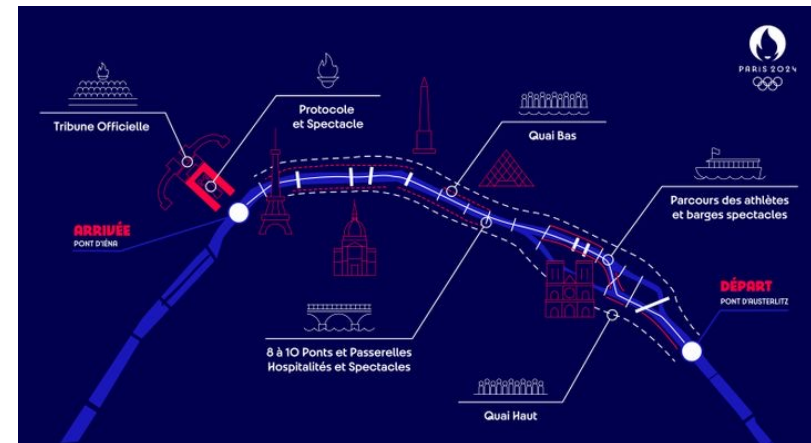 PARIS 2024
Tribune Officielle
Protocole
et Spectacle
Quai Bas
Parcours des athlètes
et barges spectacles
ARRIVÉE
PONT D'IÉNA
DÉPART
PONT D'AUSTERLITZ
8 à 10 Ponts et Passerelles
Hospitalités et Spectacles
Quai Haut